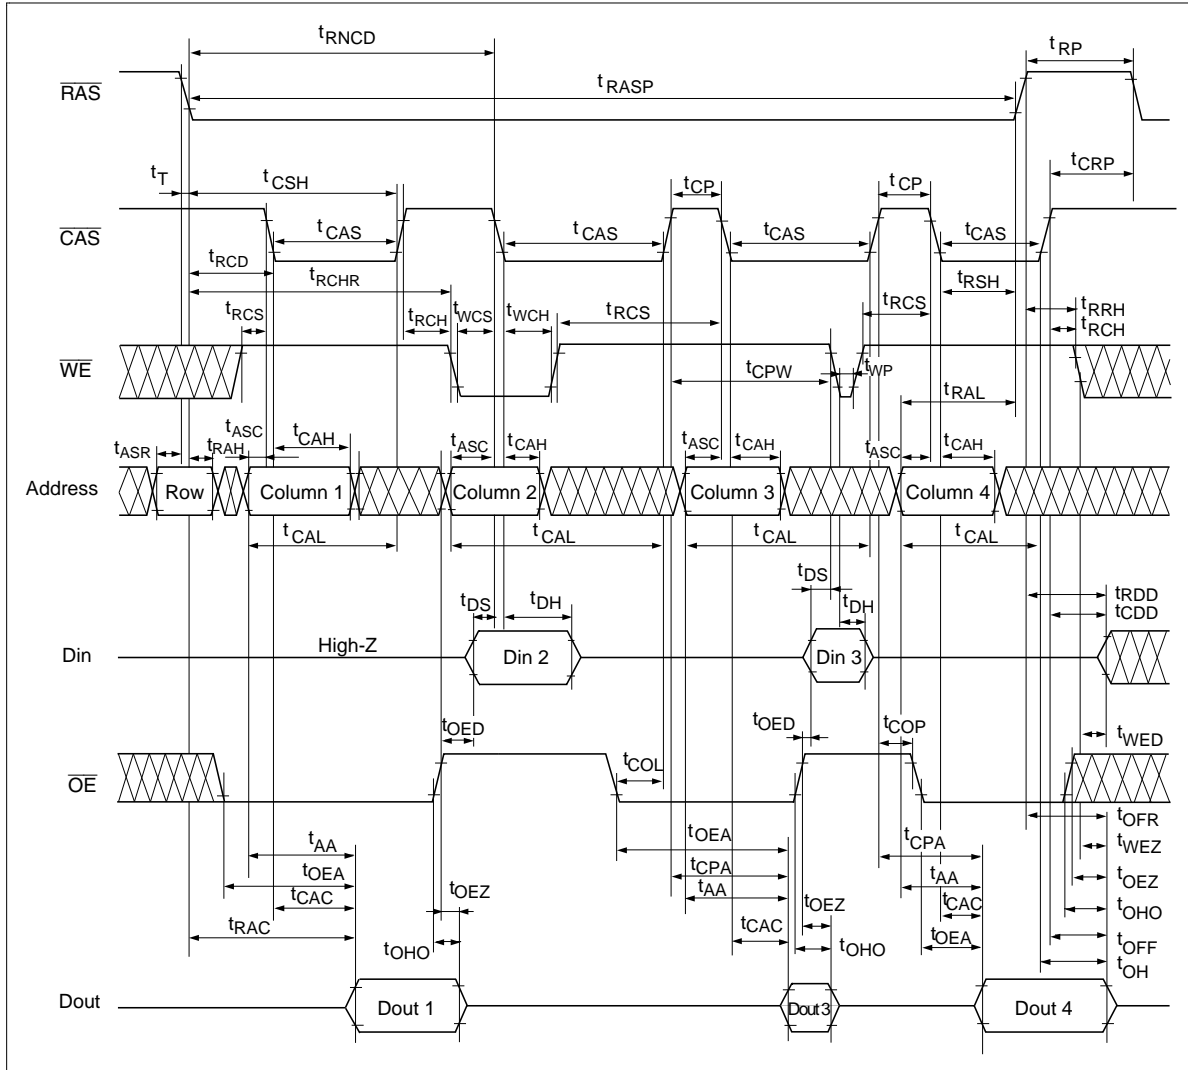 tRNCD
tRP
RAS
tRASP
tT
tCSH
tCP
tCP
tCRP
CAS
tCAS
tCAS
tCAS
tCAS
tRCD
tRCHR
tRSH
tRCS
tRCH
tWCS
tWCH
tRCS
tRCS
tRRH
tRCH
WE
tCPW
tWP
tRAL
tASR
tRAH
tASC
tCAH
tASC
tCAH
tASC
tCAH
tASC
tCAH
Address
Row
Column 1
Column 2
Column 3
Column 4
tCAL
tCAL
tCAL
tCAL
tDS
tDH
tDS
tDH
tRDD
tCDD
Din
High-Z
Din 2
Din 3
tOED
tOED
tCOP
tWED
OE
tCOL
tOFR
tAA
tOEA
tCPA
tWEZ
tOEA
tCPA
tAA
tOEZ
tCAC
tOEZ
tAA
tOEZ
tCAC
tOHO
tRAC
tOHO
tCAC
tOHO
tOEA
tOFF
tOH
Dout
Dout 1
Dout3
Dout 4